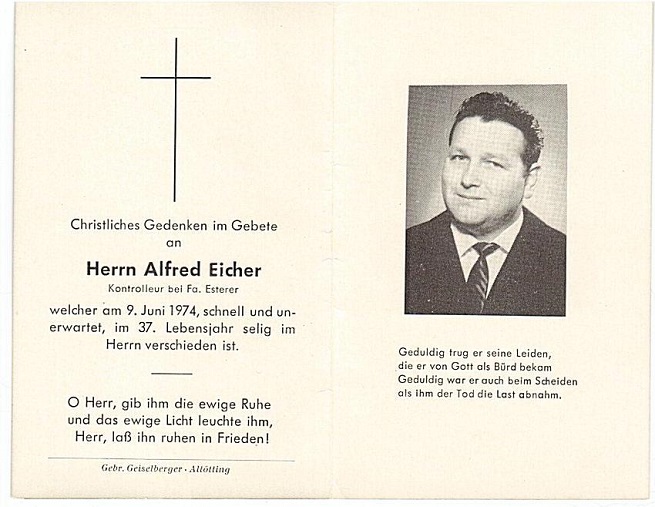 Christliches Gedenken im Gebete
an
Herrn Alfred Eicher
Kontrolleur bei Fa. Esterer
welcher am 9. Juni 1974, schnell und un-
erwartet, im 37. Lebensjahr selig im
Herrn verschieden ist.
O Herr, gib ihm die ewige Ruhe
und das ewige Licht leuchte ihm,
Herr, laß ihn ruhen in Frieden!
Gebr. Geiselberger · Altötting
Geduldig trug er seine Leiden,
die er von Gott als Bürd bekam
Geduldig war er auch beim Scheiden
als ihm der Tod die Last abnahm.